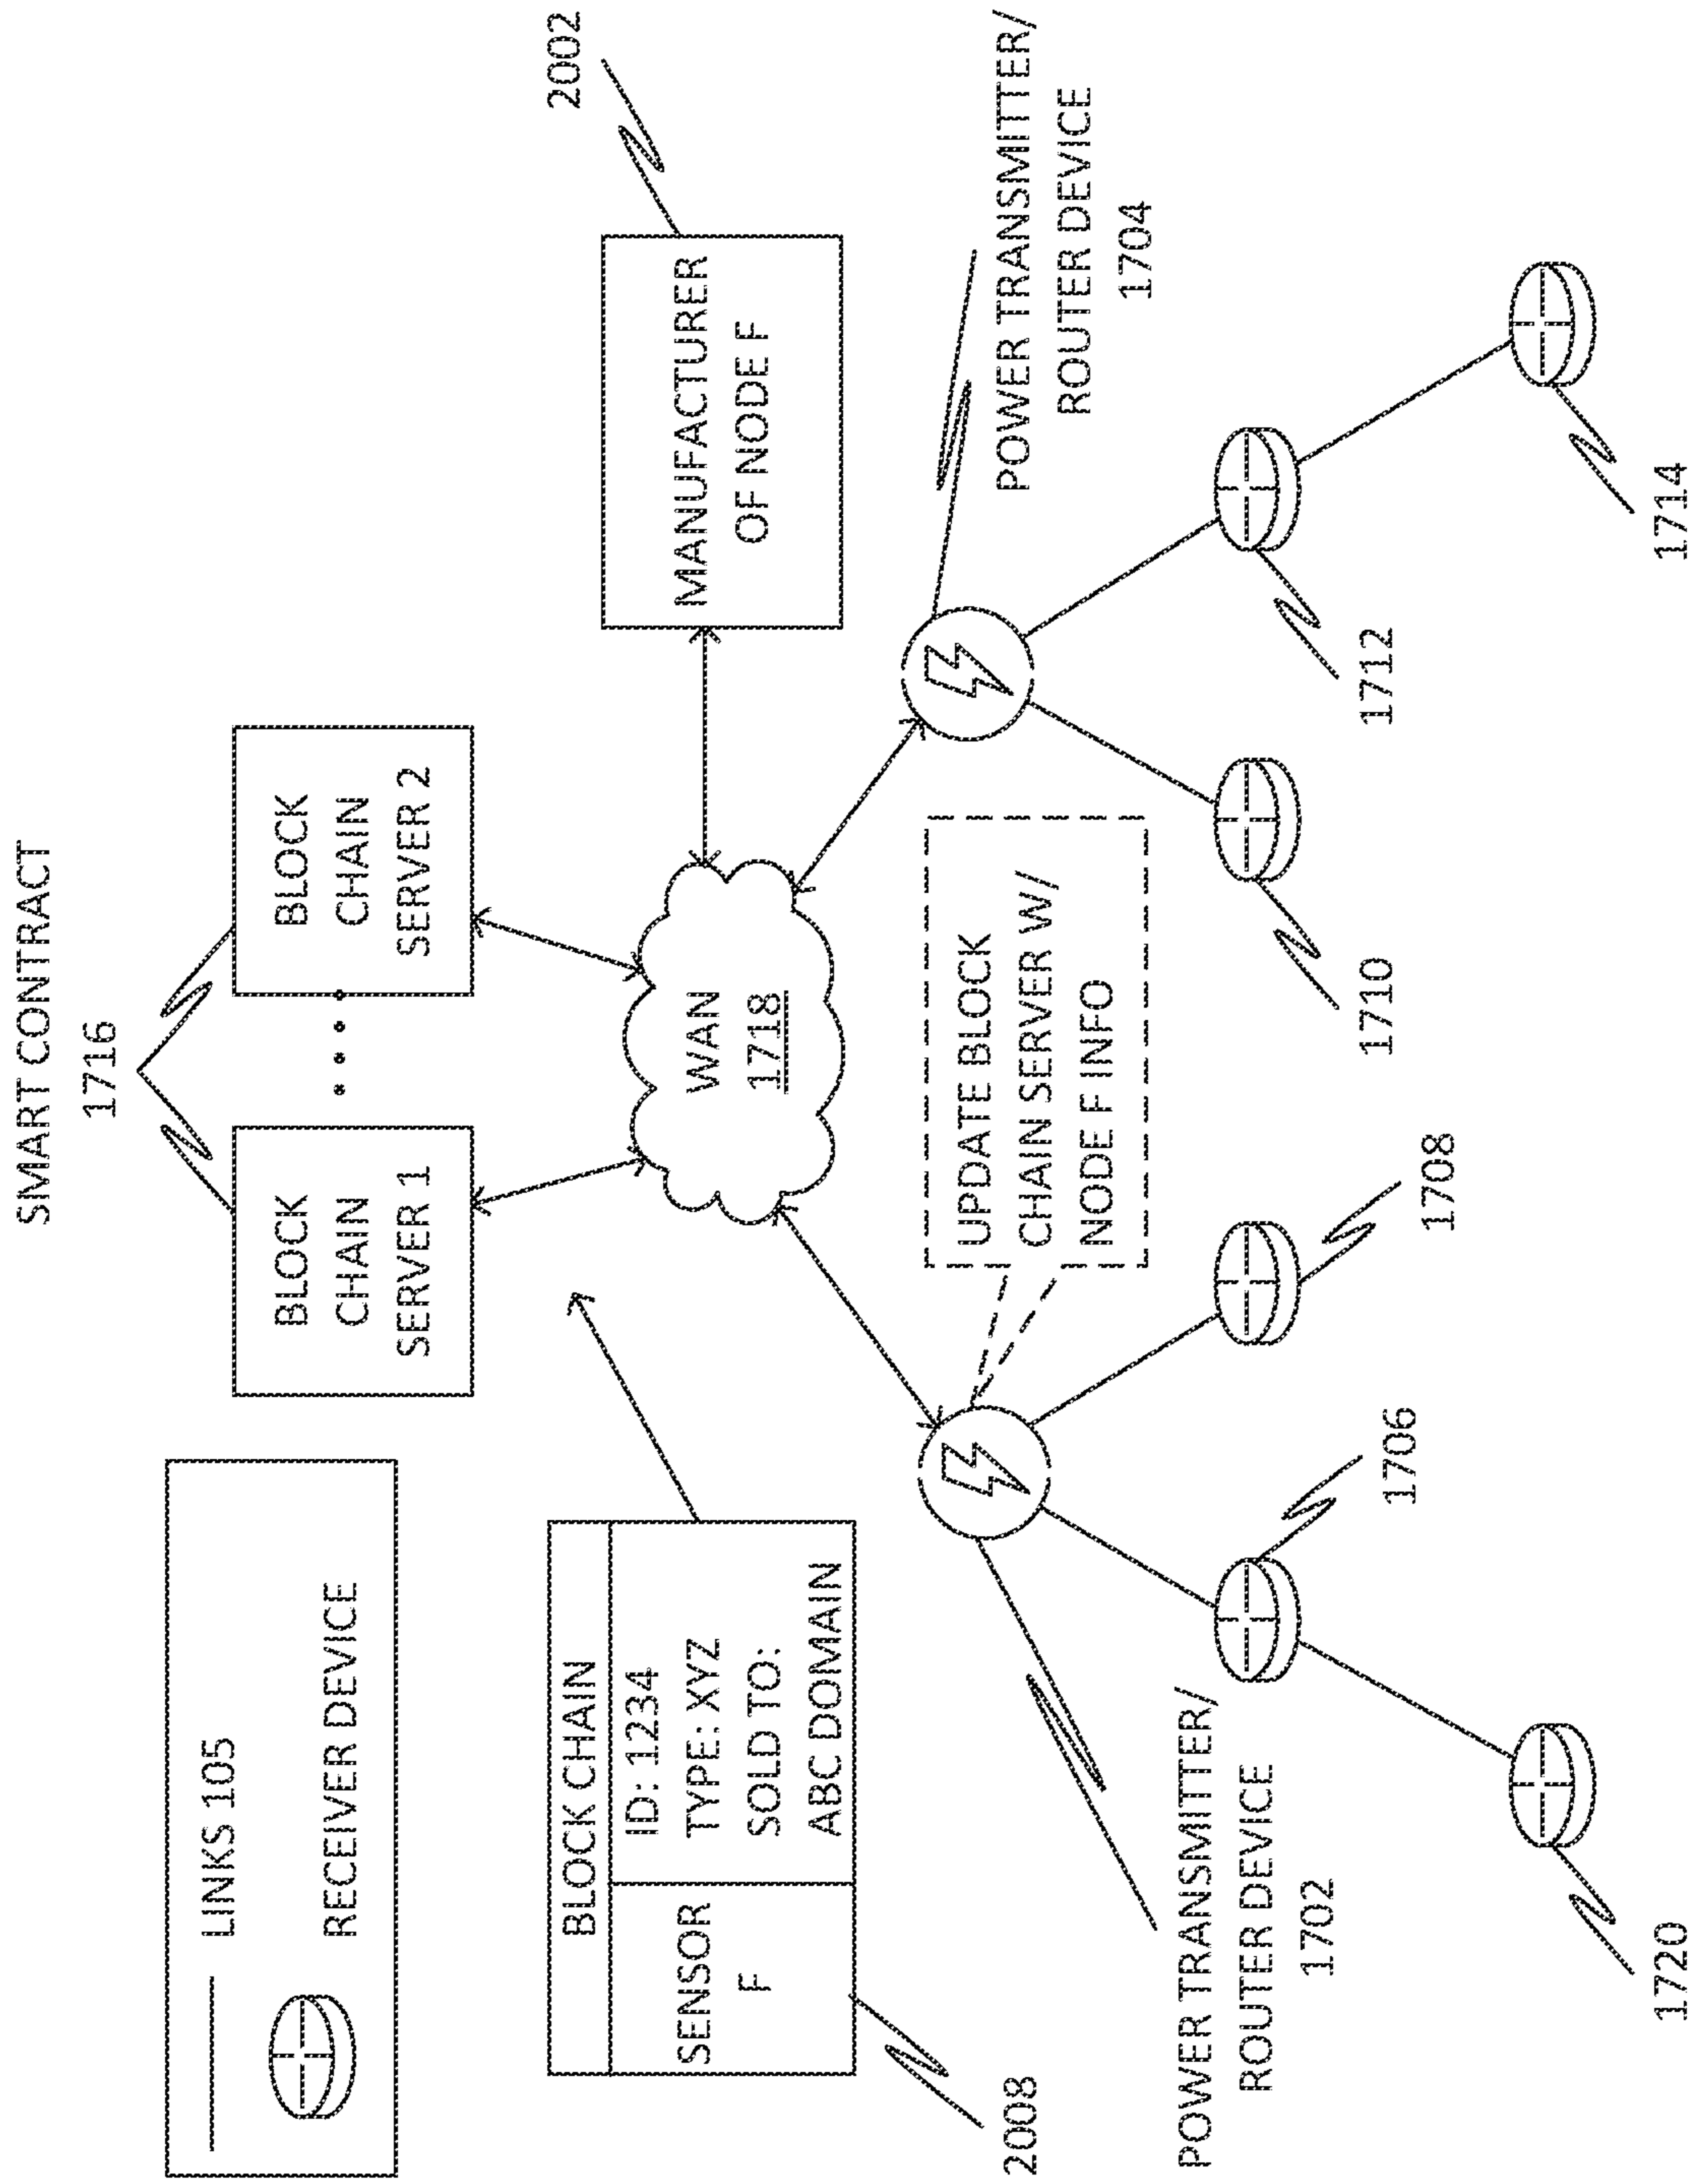 SMART CONTRACT
1716
LINKS 105
RECEIVER DEVICE
BLOCK
CHAIN
SERVER 1
BLOCK
CHAIN
SERVER 2
2002
BLOCK CHAIN
SENSOR
F
ID: 1234
TYPE: XYZ
SOLD TO:
ABC DOMAIN
2008
WAN
1718
MANUFACTURER
OF NODE F
UPDATE BLOCK
CHAIN SERVER W/
NODE F INFO
POWER TRANSMITTER/
ROUTER DEVICE
1704
POWER TRANSMITTER/
ROUTER DEVICE
1702
1706
1708
1710
1712
1720
1714